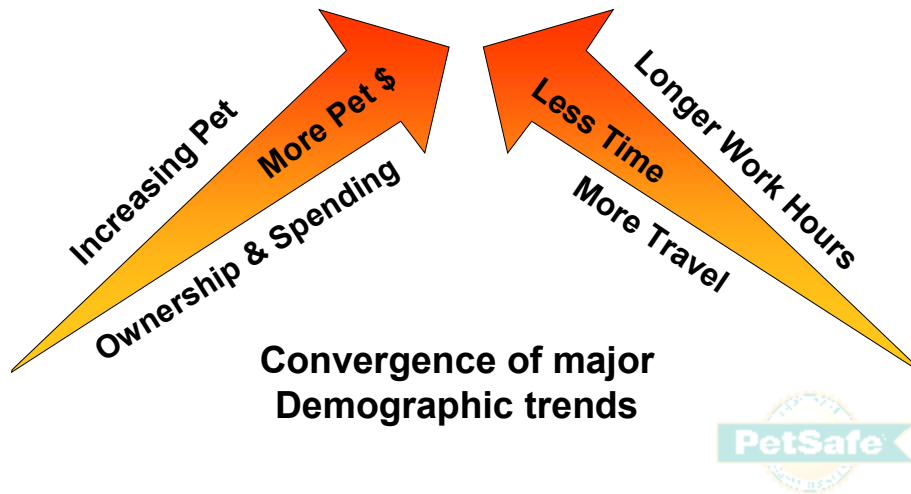 Increasing Pet
More Pet $
Ownership & Spending
Longer Work Hours
Less Time
More Travel
Convergence of major
Demographic trends
PetSafe